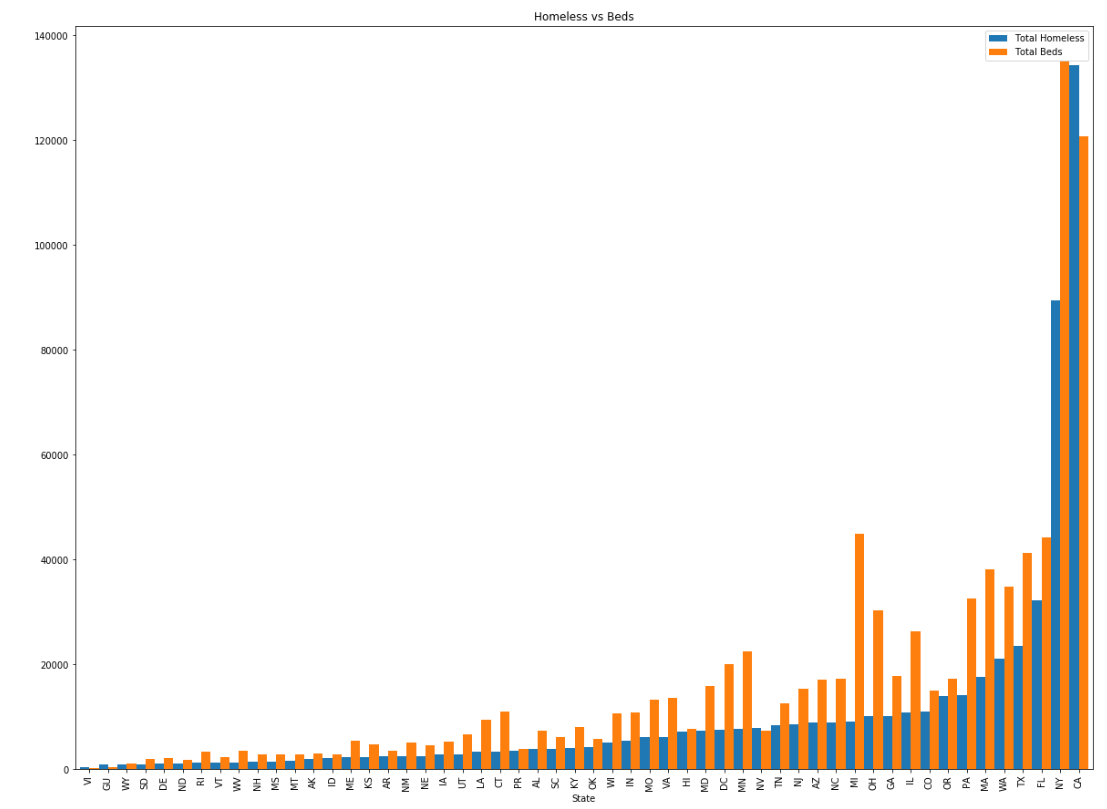 Homeless vs Beds
Total Homeless
Total Beds
140000
120000
100000
80000
60000
40000
20000
0
VI GU WY SD DE ND RI VT WV NH MS MT AK ID ME KS AR NM NE IA UT LA CT PR AL SC KY OK WI IN MO VA HI MD DC MN NV TN NJ AZ NC MI OH GA IL CO OR PA MA WA TX FL NY CA
State